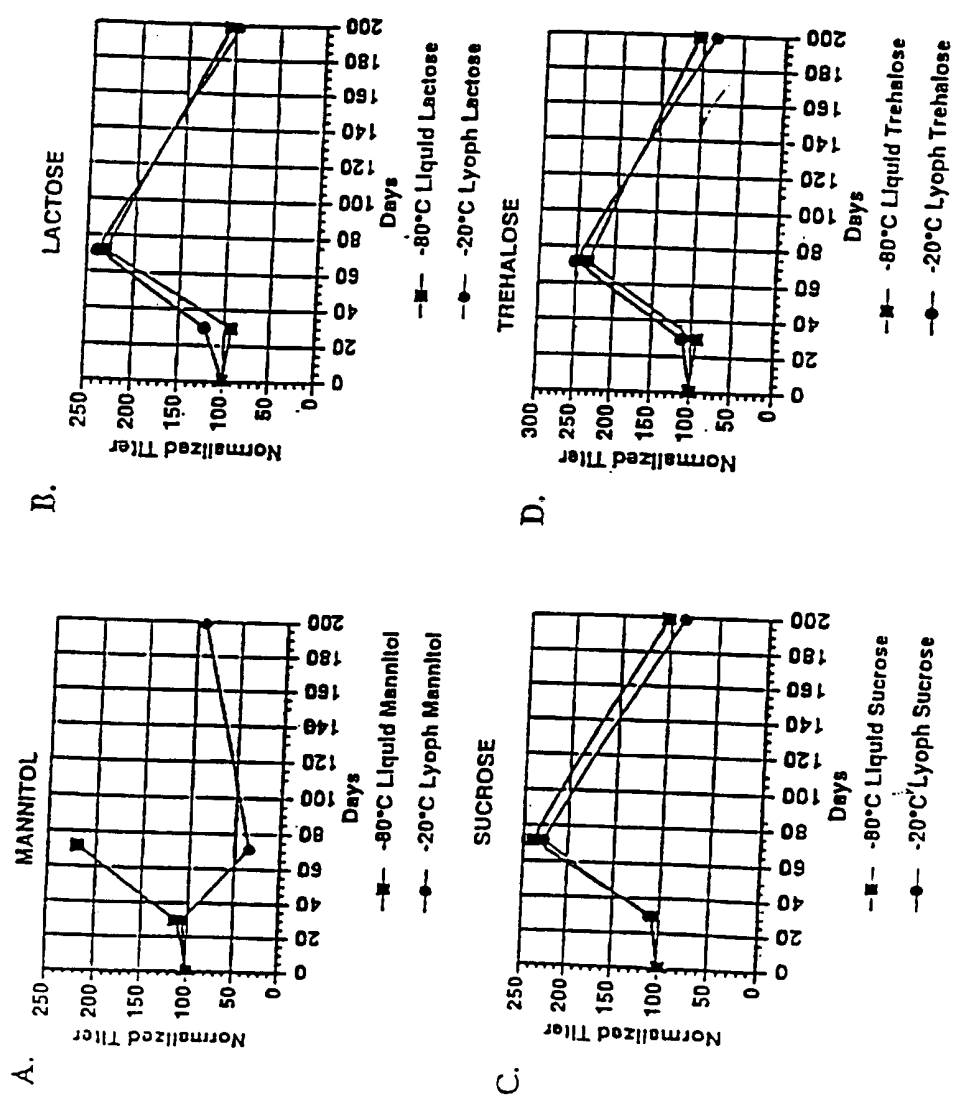 A.
MANNITOL
Normalized Titer
250
200
150
100
50
0
0 20 40 60 80 100 120 140 160 180 200
Days
-80°C Liquid Mannitol
-20°C Lyoph Mannitol
B.
LACTOSE
Normalized Titer
250
200
150
100
50
0
0 20 40 60 80 100 120 140 160 180 200
Days
-80°C Liquid Lactose
-20°C Lyoph Lactose
C.
SUCROSE
Normalized Titer
250
200
150
100
50
0
0 20 40 60 80 100 120 140 160 180 200
Days
-80°C Liquid Sucrose
-20°C Lyoph Sucrose
D.
TREHALOSE
Normalized Titer
300
250
200
150
100
50
0
0 20 40 60 80 100 120 140 160 180 200
Days
-80°C Liquid Trehalose
-20°C Lyoph Trehalose